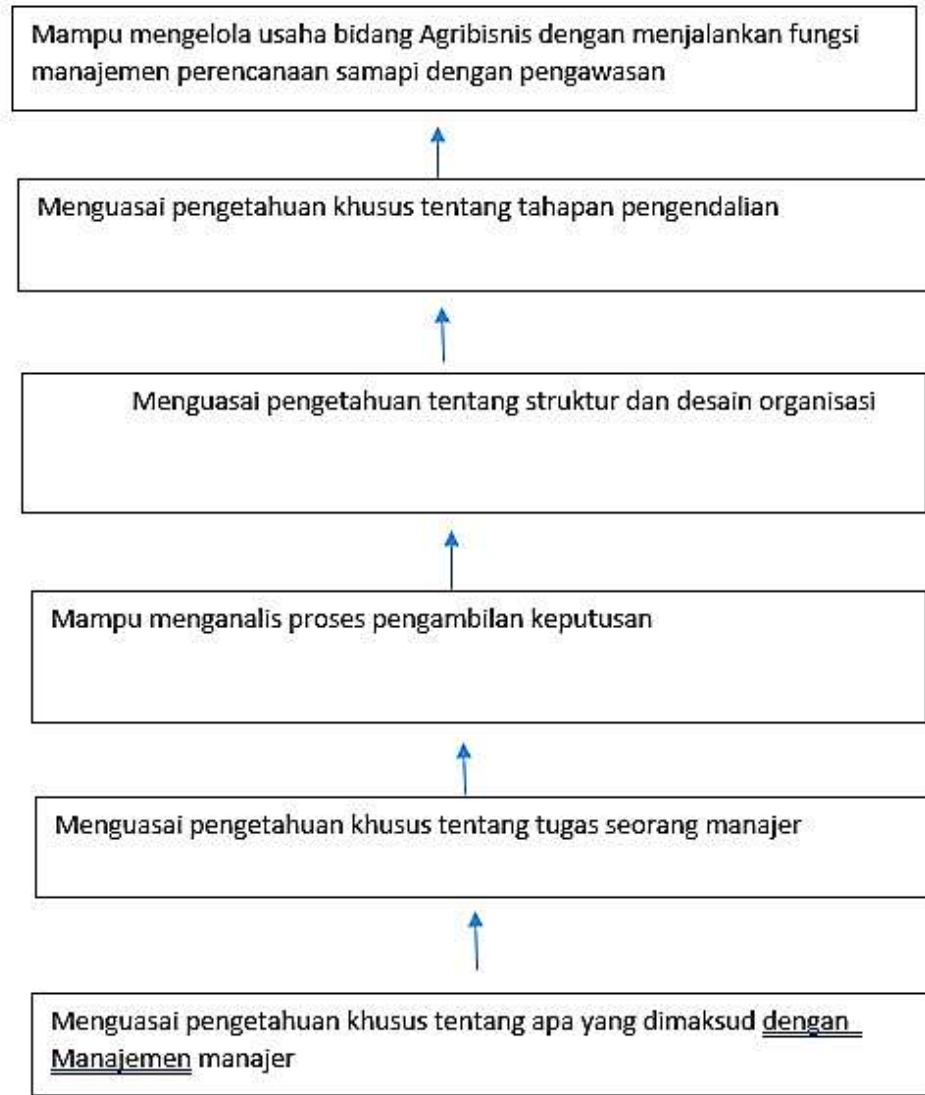 Mampu mengelola usaha bidang Agribisnis dengan menjalankan fungsi
manajemen perencanaan samapi dengan pengawasan
Menguasai pengetahuan khusus tentang tahapan pengendalian
Menguasai pengetahuan tentang struktur dan desain organisasi
Mampu menganalis proses pengambilan keputusan
Menguasai pengetahuan khusus tentang tugas seorang manajer
Menguasai pengetahuan khusus tentang apa yang dimaksud dengan
Manajemen manajer